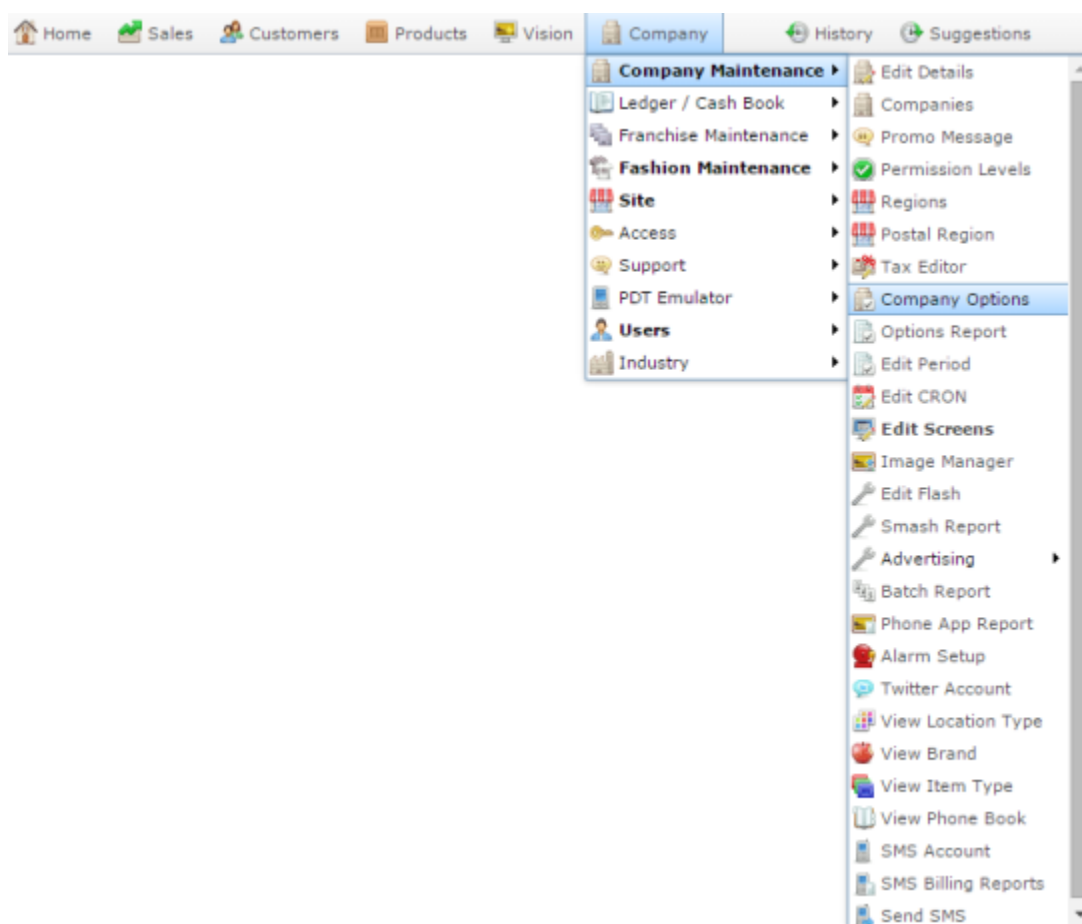 Home Sales Customers Products Vision Company History Suggestions
Company Maintenance
Ledger / Cash Book
Franchise Maintenance
Fashion Maintenance
Site
Access
Support
PDT Emulator
Users
Industry
Edit Details
Companies
Promo Message
Permission Levels
Regions
Postal Region
Tax Editor
Company Options
Options Report
Edit Period
Edit CRON
Edit Screens
Image Manager
Edit Flash
Smash Report
Advertising
Batch Report
Phone App Report
Alarm Setup
Twitter Account
View Location Type
View Brand
View Item Type
View Phone Book
SMS Account
SMS Billing Reports
Send SMS